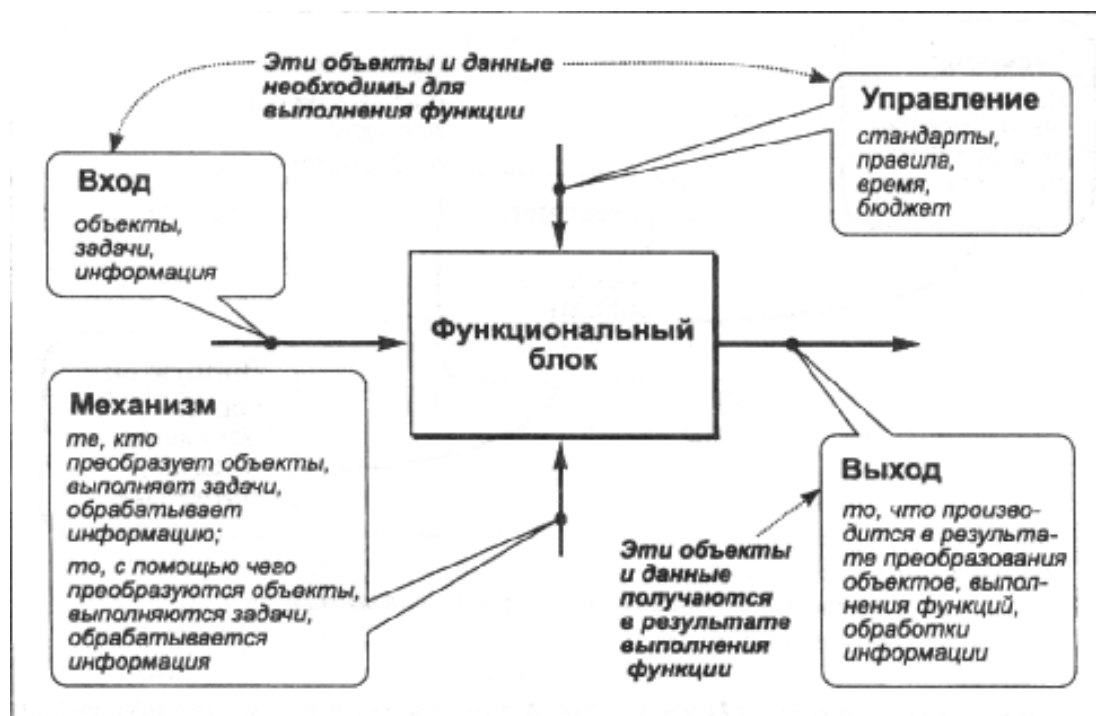 Эти объекты и данные
необходимы для
выполнения функции
Управление
стандарты,
правила,
время,
бюджет
Вход
объекты,
задачи,
информация
Функциональный
блок
Механизм
те, кто
преобразует объекты,
выполняет задачи,
обрабатывает
информацию;
то, с помощью чего
преобразуются объекты,
выполняются задачи,
обрабатывается
информация
Эти объекты
и данные
получаются
в результате
выполнения
функции
Выход
то, что произво-
дится в результа-
те преобразования
объектов, выпол-
нения функций,
обработки
информации